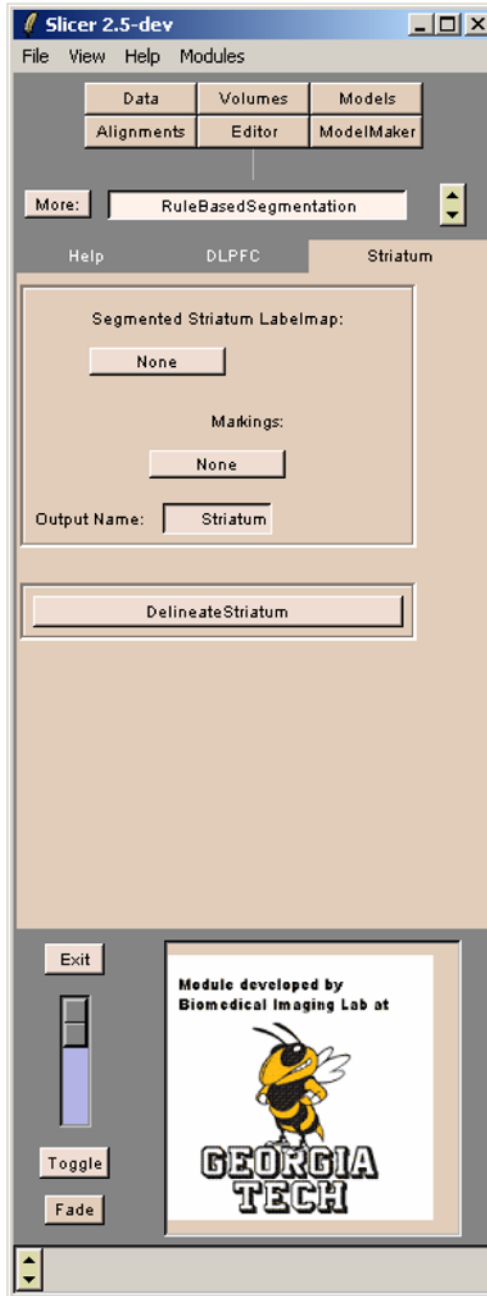 Slicer 2.5-dev
File View Help Modules
Data Volumes Models
Alignments Editor ModelMaker
More: RuleBasedSegmentation
Help DLPFC Striatum
Segmented Striatum Labelmap:
None
Markings:
None
Output Name: Striatum
DelineateStriatum
Exit
Module developed by
Biomedical Imaging Lab at
GEORGIA
TECH
Toggle
Fade